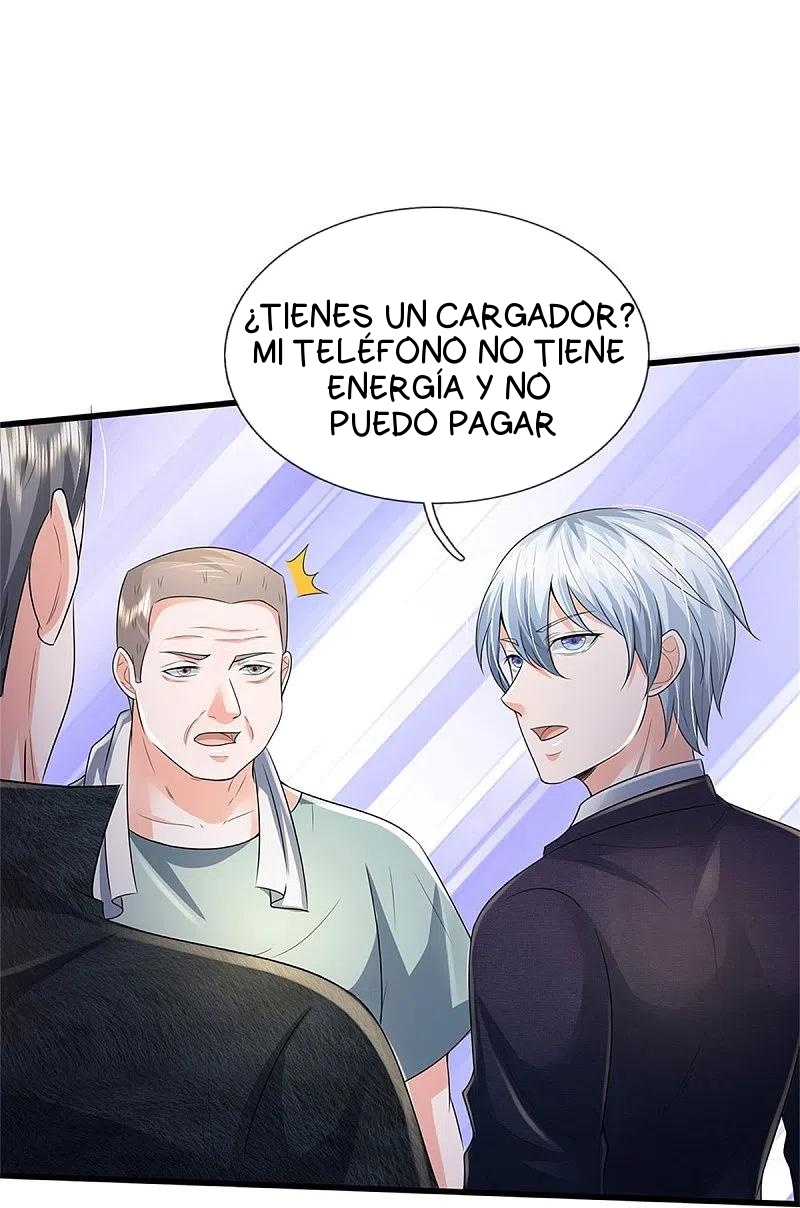 ¿TIENES UN CARGADOR?
MI TELÉFONO NO TIENE
ENERGÍA Y NO
PUEDO PAGAR